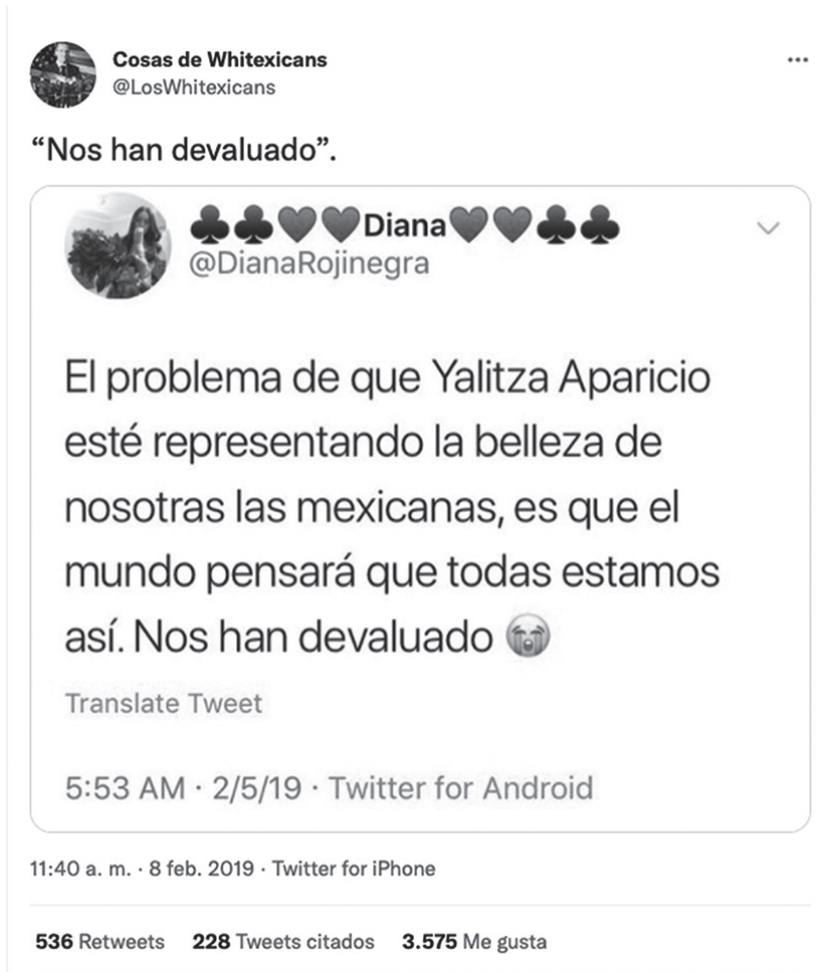 Cosas de Whitexicans
@LosWhitexicans
“Nos han devaluado”.
♣♣♥♥Diana♥♥♣♣
@DianaRojinegra
El problema de que Yalitza Aparicio
esté representando la belleza de
nosotras las mexicanas, es que el
mundo pensará que todas estamos
así. Nos han devaluado 😭
Translate Tweet
5:53 AM · 2/5/19 · Twitter for Android
11:40 a. m. · 8 feb. 2019 · Twitter for iPhone
536 Retweets 228 Tweets citados 3.575 Me gusta